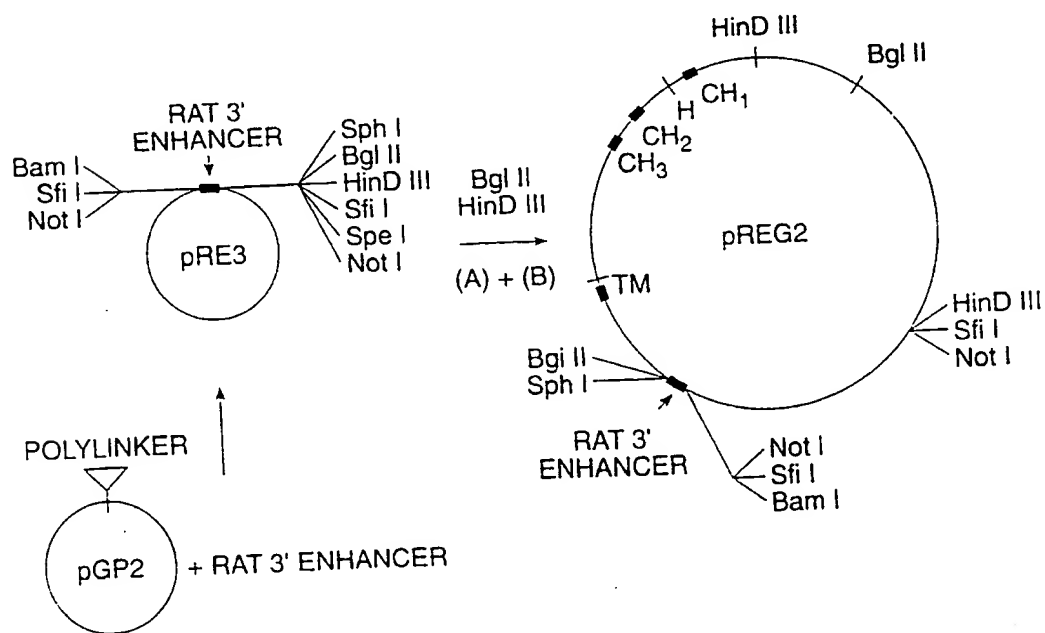 RAT 3'
ENHANCER
Bam I
Sfi I
Not I
Sph I
Bgl II
HinD III
Sfi I
Spe I
Not I
pRE3
Bgl II
HinD III
(A) + (B)
POLYLINKER
pGP2
+ RAT 3' ENHANCER
HinD III
Bgl II
CH1
H
CH2
CH3
pREG2
TM
HinD III
Sfi I
Not I
Bgi II
Sph I
RAT 3'
ENHANCER
Not I
Sfi I
Bam I